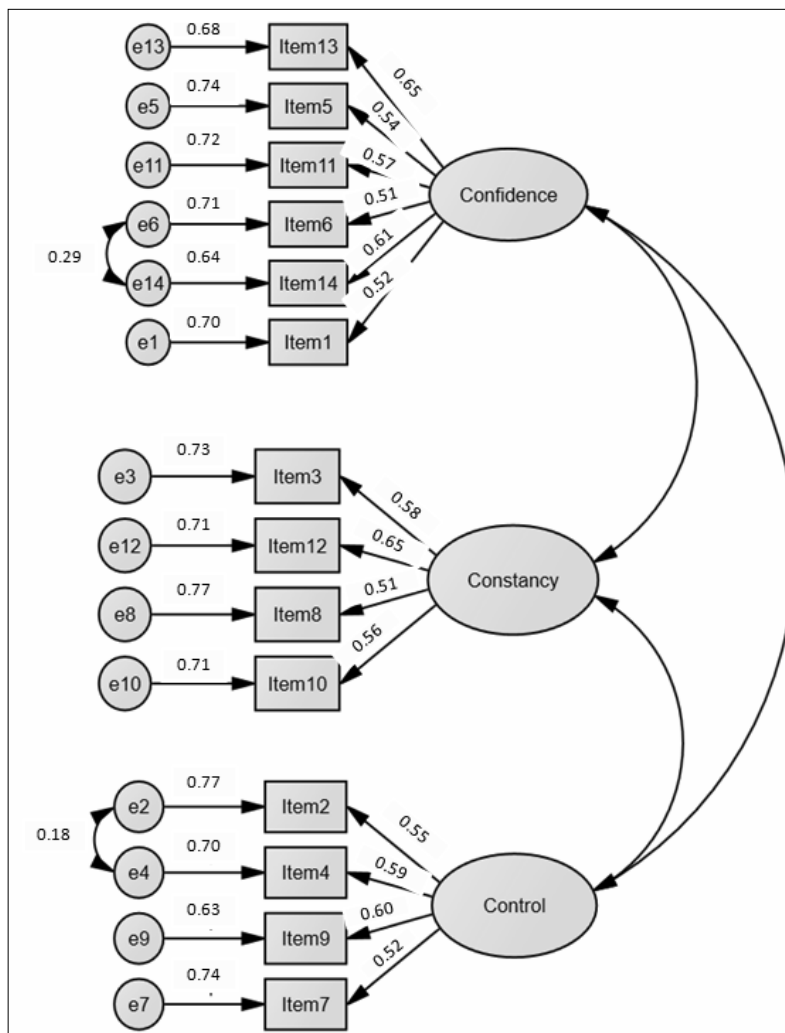 e13 0.68 Item13 0.65
e5 0.74 Item5 0.54
e11 0.72 Item11 0.57
Confidence
e6 0.71 Item6 0.51
0.29
e14 0.64 Item14 0.61
e1 0.70 Item1 0.52
e3 0.73 Item3 0.58
e12 0.71 Item12 0.65
Constancy
e8 0.77 Item8 0.51
e10 0.71 Item10 0.56
e2 0.77 Item2 0.55
0.18
e4 0.70 Item4 0.59
Control
e9 0.63 Item9 0.60
e7 0.74 Item7 0.52